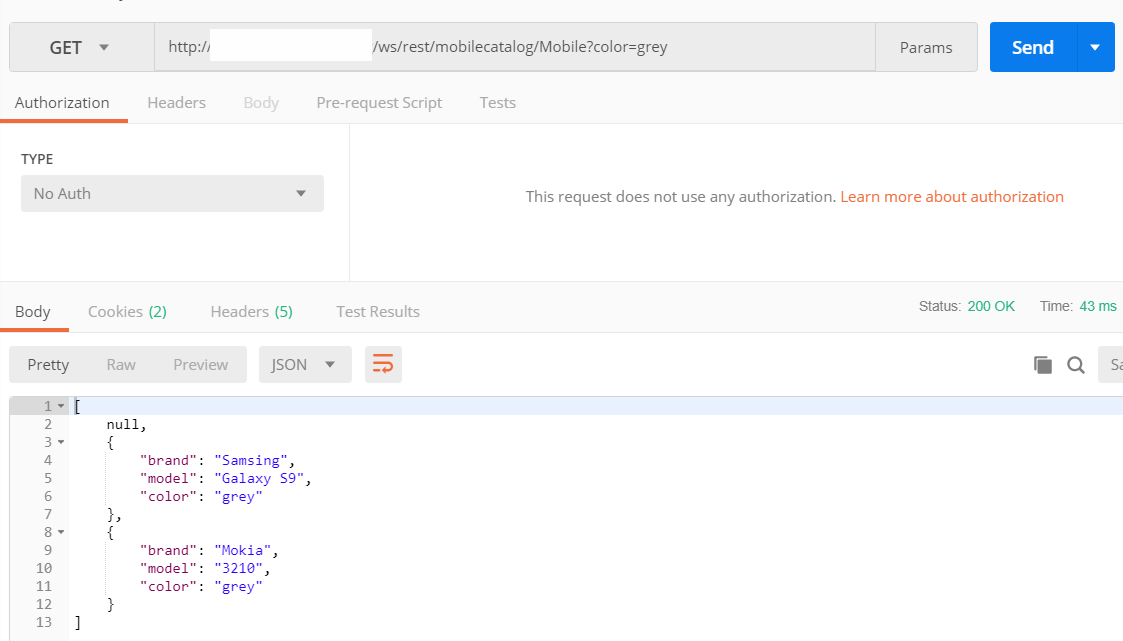 GET http:/ /ws/rest/mobilecatalog/Mobile?color=grey Params Send
Authorization Headers Body Pre-request Script Tests
TYPE
No Auth
This request does not use any authorization. Learn more about authorization
Body Cookies (2) Headers (5) Test Results Status: 200 OK Time: 43 ms
Pretty Raw Preview JSON Sa
1 [
2 null,
3 {
4 "brand": "Samsing",
5 "model": "Galaxy S9",
6 "color": "grey"
7 },
8 {
9 "brand": "Mokia",
10 "model": "3210",
11 "color": "grey"
12 }
13 ]